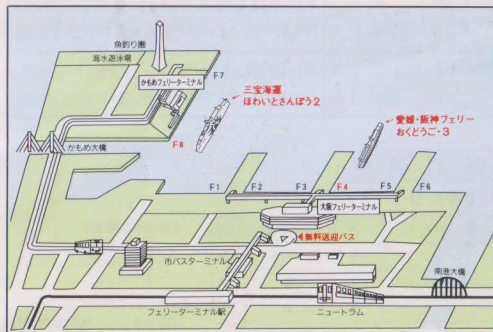 魚釣り園
海水遊泳場
かもめフェリーターミナル
F7
三宝海運
ほわいとさんぽう2
愛媛・阪神フェリー
おくどうご・3
F8
かもめ大橋
F1
F2
F3
F4
F5
F6
大阪フェリーターミナル
無料送迎バス
市バスターミナル
南港大橋
フェリーターミナル駅
ニュートラム